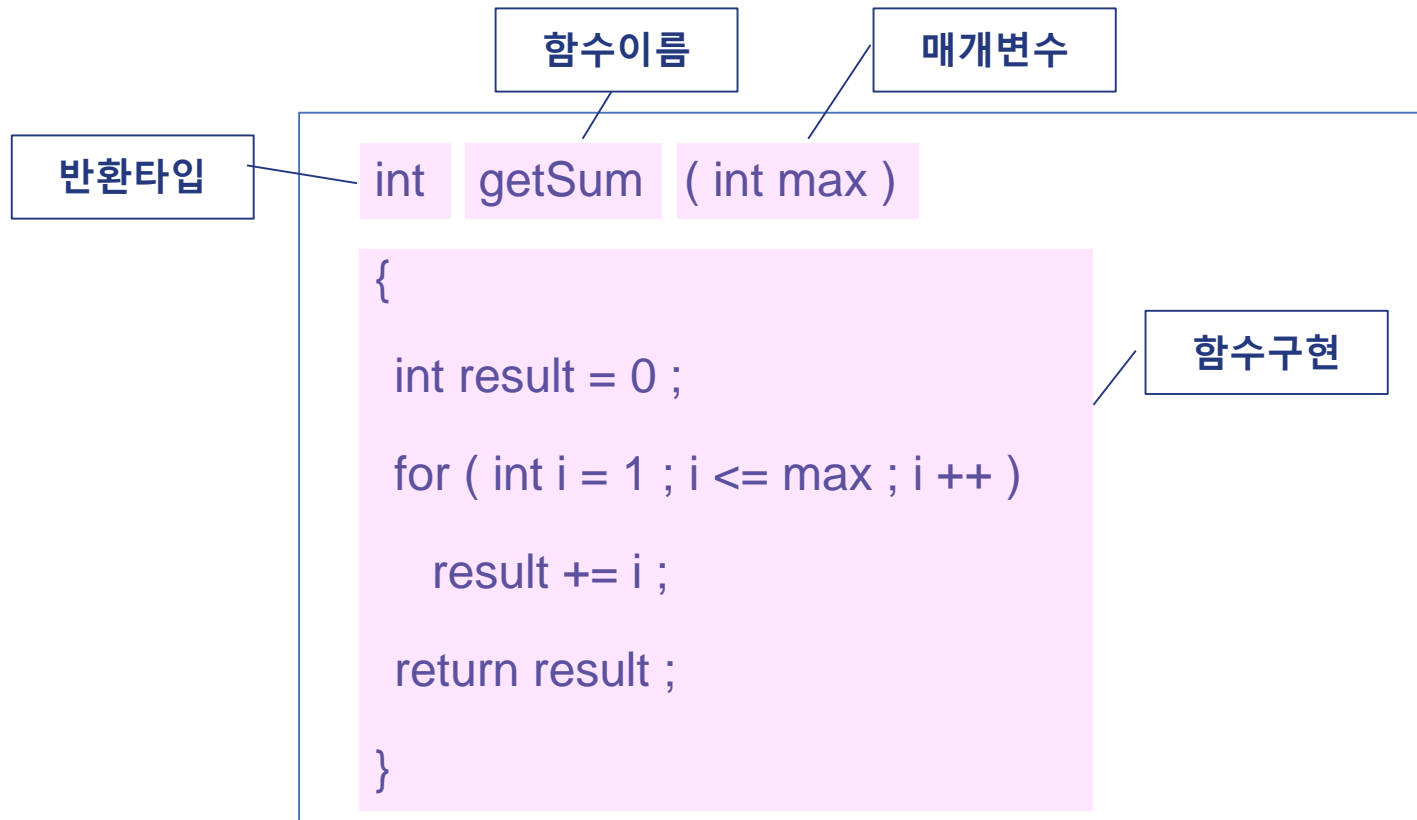 함수이름 매개변수
반환타입
int getSum ( int max )
{
int result = 0 ;
함수구현
for ( int i = 1 ; i <= max ; i ++ )
result += i ;
return result ;
}